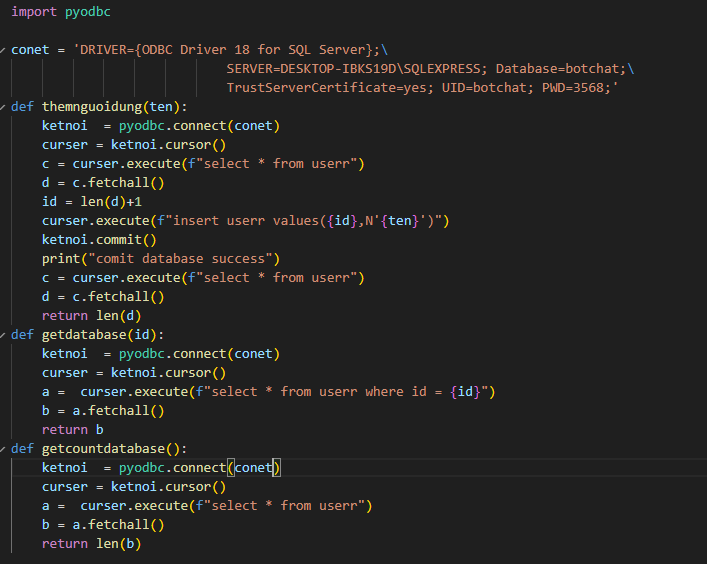 import pyodbc
conet = 'DRIVER={ODBC Driver 18 for SQL Server};\
SERVER=DESKTOP-IBKS19D\SQLEXPRESS; Database=botchat;\
TrustServerCertificate=yes; UID=botchat; PWD=3568;'
def themnguoidung(ten):
ketnoi  = pyodbc.connect(conet)
curser = ketnoi.cursor()
c = curser.execute(f"select * from userr")
d = c.fetchall()
id = len(d)+1
curser.execute(f"insert userr values({id},N'{ten}')")
ketnoi.commit()
print("comit database success")
c = curser.execute(f"select * from userr")
d = c.fetchall()
return len(d)
def getdatabase(id):
ketnoi  = pyodbc.connect(conet)
curser = ketnoi.cursor()
a =  curser.execute(f"select * from userr where id = {id}")
b = a.fetchall()
return b
def getcountdatabase():
ketnoi  = pyodbc.connect(conet)
curser = ketnoi.cursor()
a =  curser.execute(f"select * from userr")
b = a.fetchall()
return len(b)